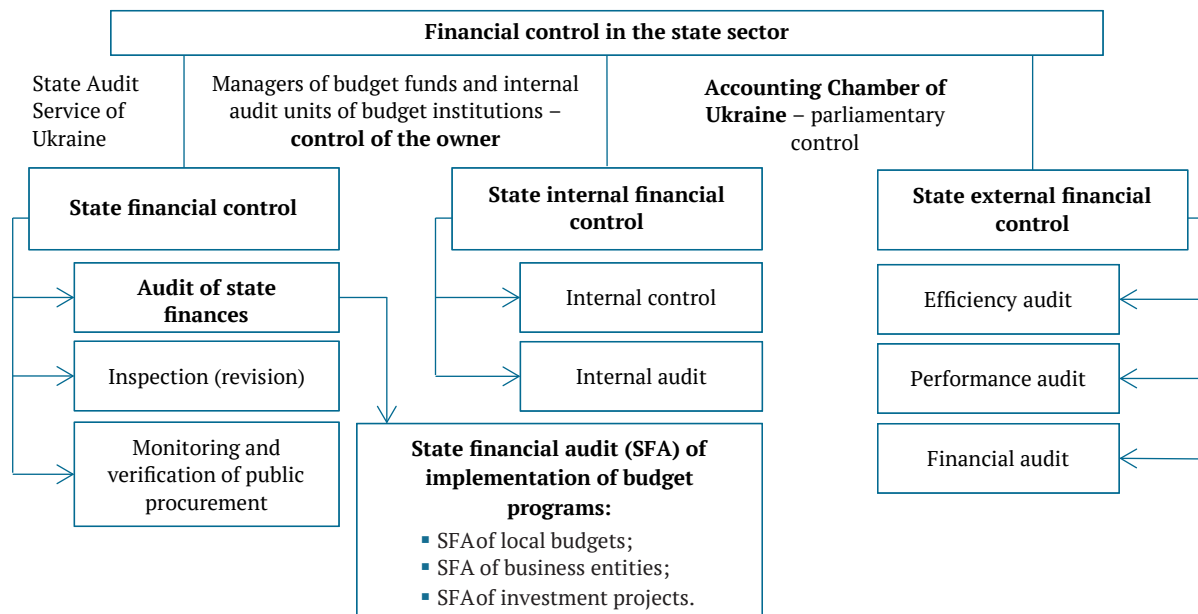 Financial control in the state sector
State Audit
Service of
Ukraine
Managers of budget funds and internal
audit units of budget institutions –
control of the owner
Accounting Chamber of
Ukraine – parliamentary
control
State financial control
State internal financial
control
State external financial
control
Audit of state
finances
Inspection (revision)
Monitoring and
verification of public
procurement
Internal control
Internal audit
State financial audit (SFA) of
implementation of budget
programs:
▪ SFA of local budgets;
▪ SFA of business entities;
▪ SFA of investment projects.
Efficiency audit
Performance audit
Financial audit